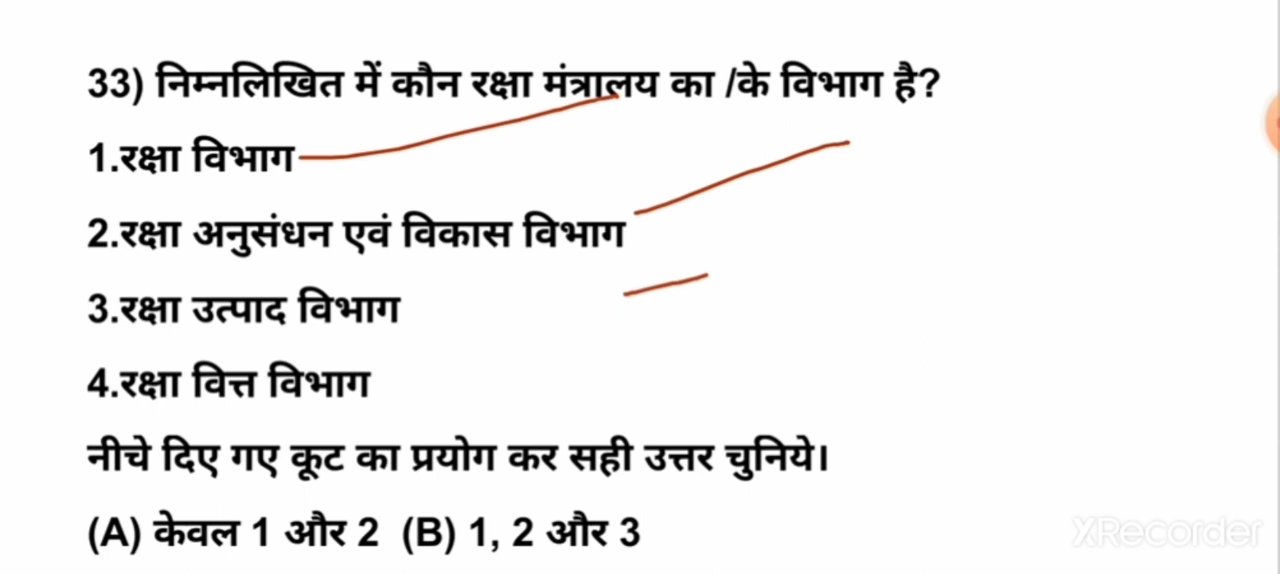 33) निम्नलिखित में कौन रक्षा मंत्रालय का /के विभाग है?
1.रक्षा विभाग
2.रक्षा अनुसंधन एवं विकास विभाग
3.रक्षा उत्पाद विभाग
4.रक्षा वित्त विभाग
नीचे दिए गए कूट का प्रयोग कर सही उत्तर चुनिये।
(A) केवल 1 और 2 (B) 1, 2 और 3
XRecorder